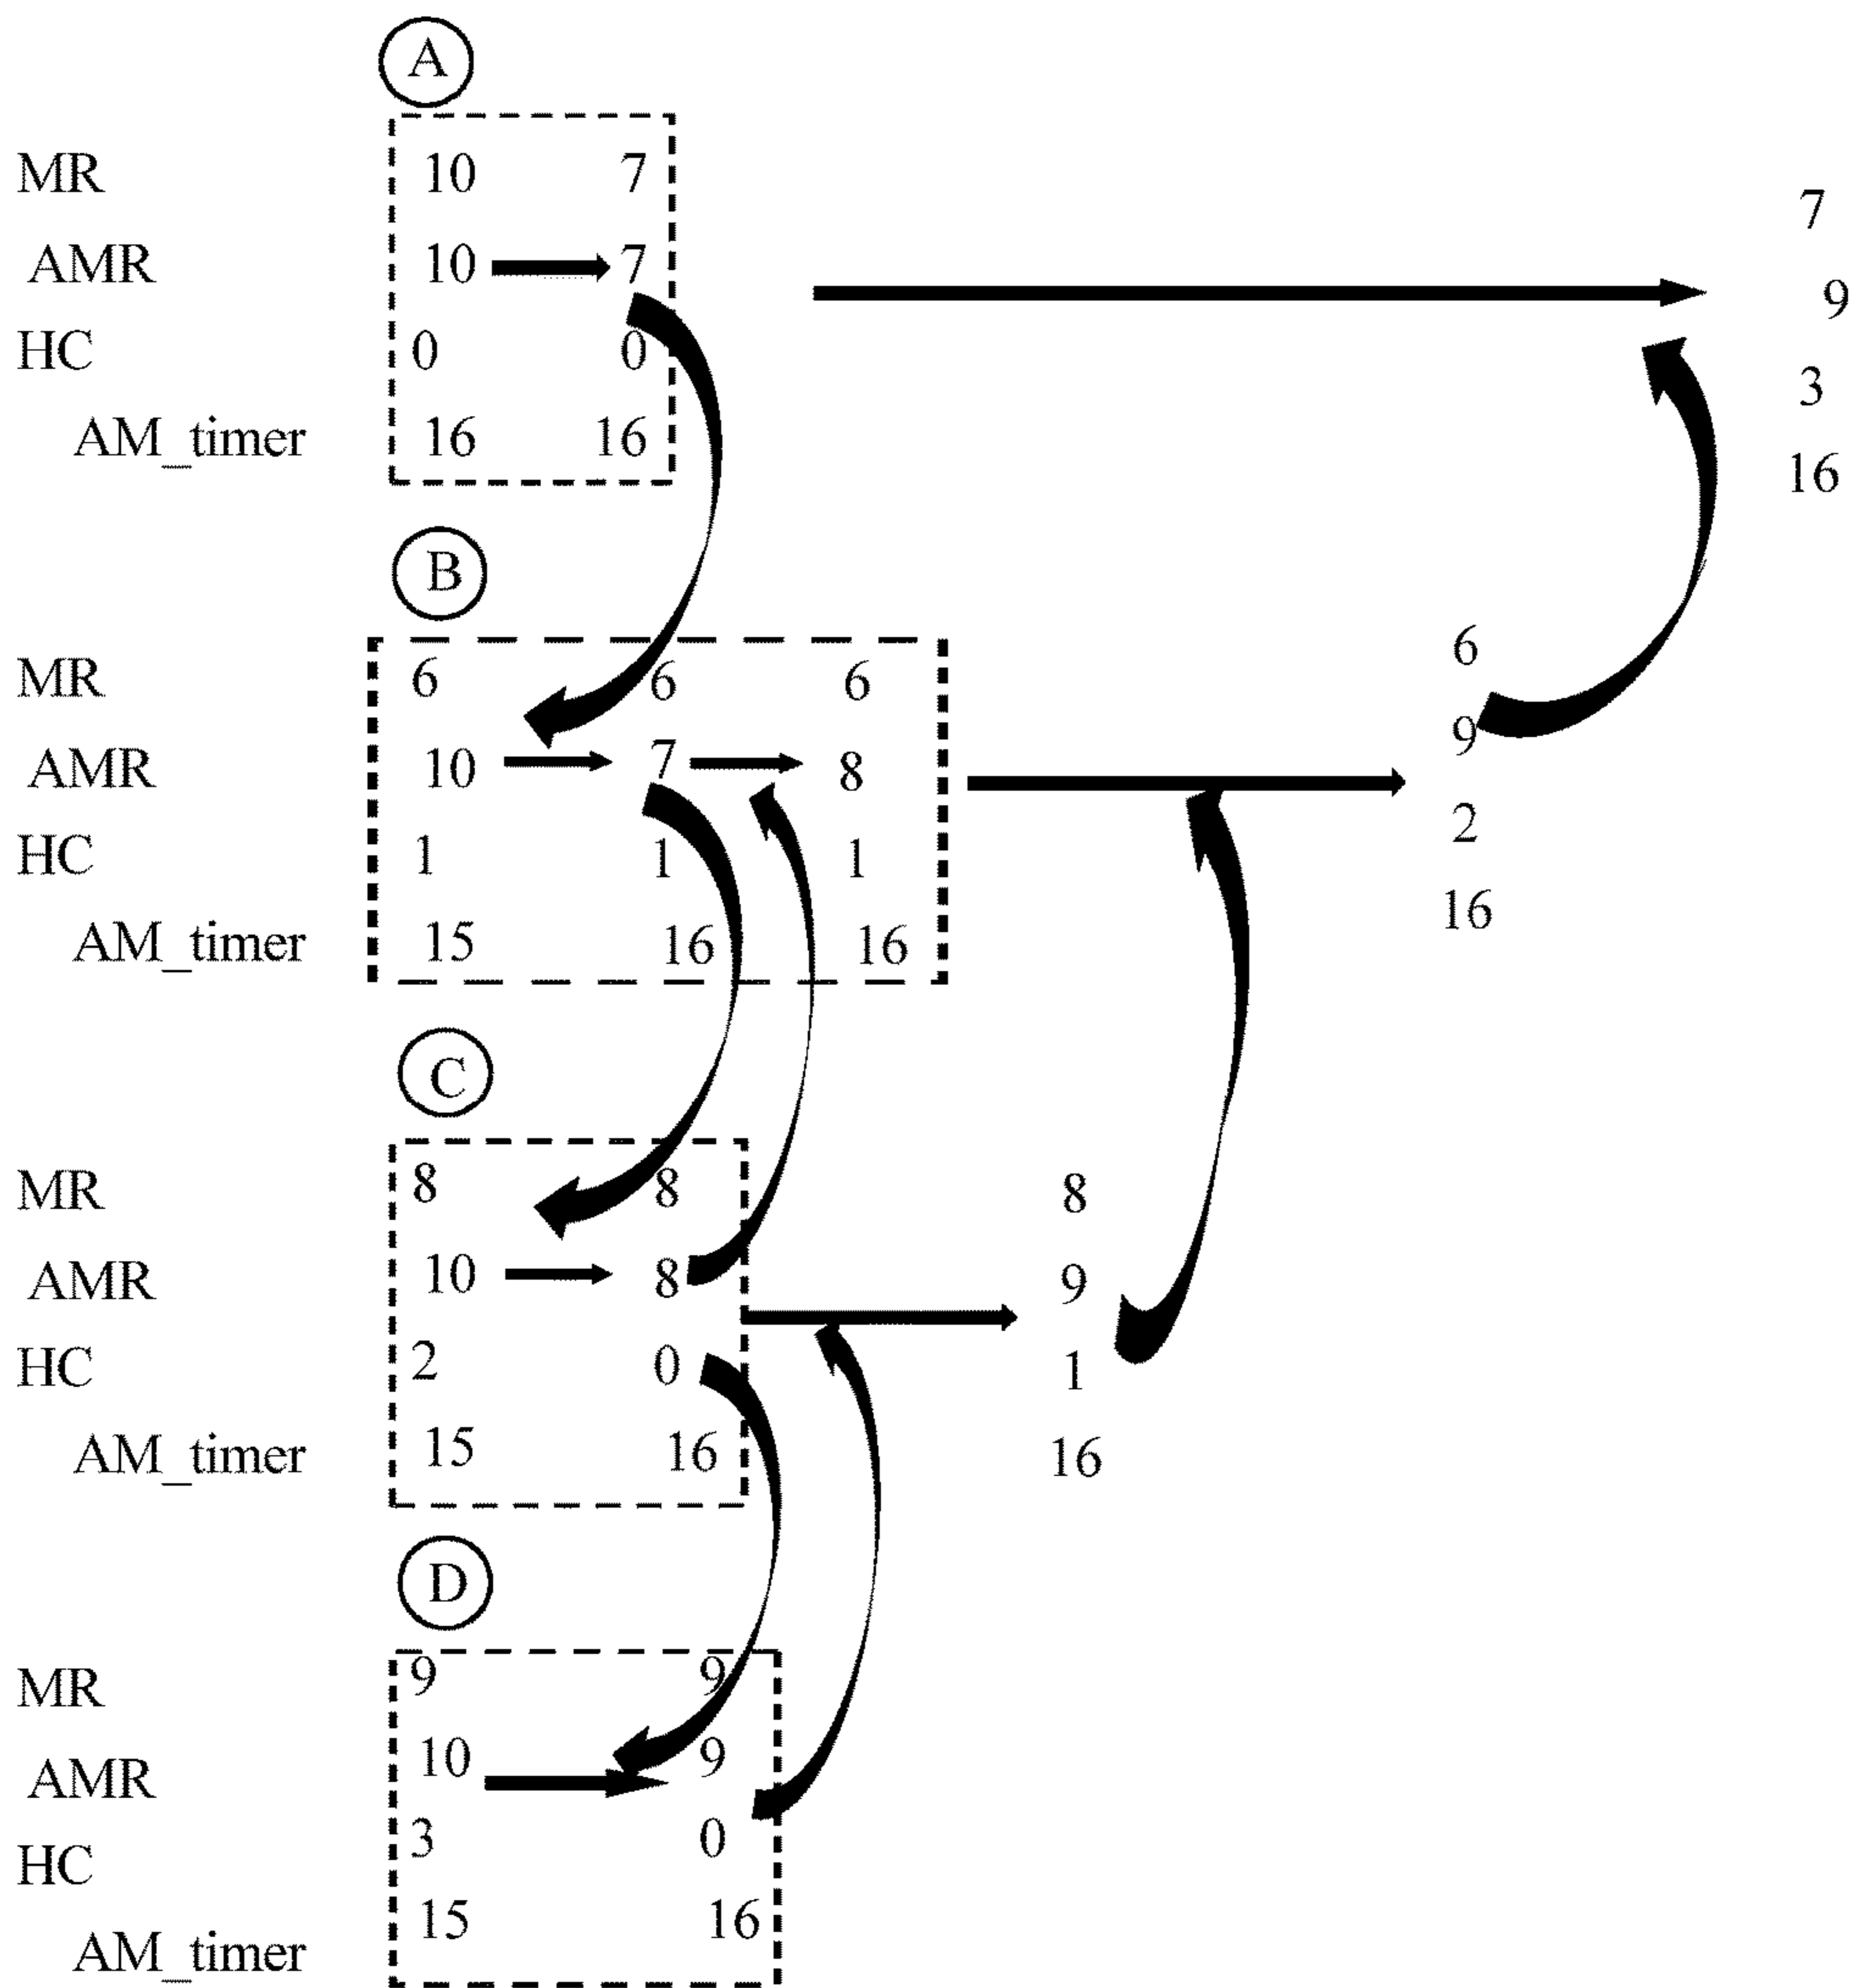 A
MR 10 7
7
AMR 10 7
9
HC 0 0
3
AM_timer 16 16
16
B
MR 6 6 6
6
AMR 10 7 8
9
HC 1 1 1
2
AM_timer 15 16 16
16
C
MR 8 8 8
AMR 10 8 9
HC 2 0 1
AM_timer 15 16 16
D
MR 9 9
AMR 10 9
HC 3 0
AM_timer 15 16